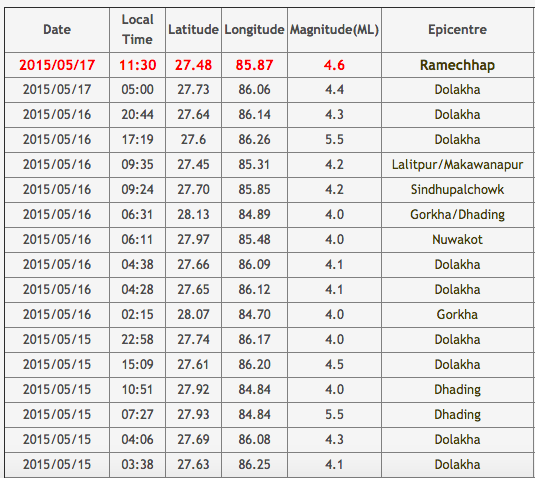 Date Local Time Latitude Longitude Magnitude(ML) Epicentre
2015/05/17 11:30 27.48 85.87 4.6 Ramechhap
2015/05/17 05:00 27.73 86.06 4.4 Dolakha
2015/05/16 20:44 27.64 86.14 4.3 Dolakha
2015/05/16 17:19 27.6 86.26 5.5 Dolakha
2015/05/16 09:35 27.45 85.31 4.2 Lalitpur/Makawanapur
2015/05/16 09:24 27.70 85.85 4.2 Sindhupalchowk
2015/05/16 06:31 28.13 84.89 4.0 Gorkha/Dhading
2015/05/16 06:11 27.97 85.48 4.0 Nuwakot
2015/05/16 04:38 27.66 86.09 4.1 Dolakha
2015/05/16 04:28 27.65 86.12 4.1 Dolakha
2015/05/16 02:15 28.07 84.70 4.0 Gorkha
2015/05/15 22:58 27.74 86.17 4.0 Dolakha
2015/05/15 15:09 27.61 86.20 4.5 Dolakha
2015/05/15 10:51 27.92 84.84 4.0 Dhading
2015/05/15 07:27 27.93 84.84 5.5 Dhading
2015/05/15 04:06 27.69 86.08 4.3 Dolakha
2015/05/15 03:38 27.63 86.25 4.1 Dolakha